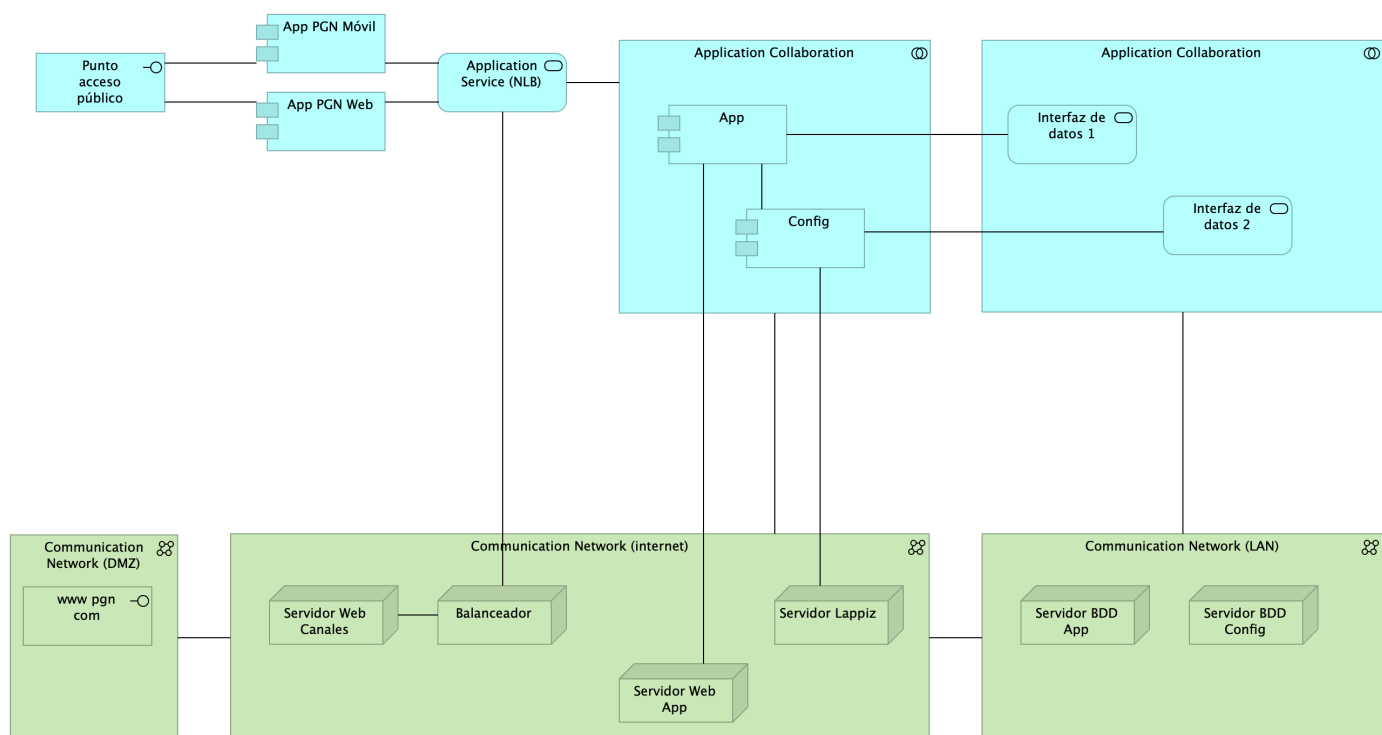 App PGN Móvil
Punto
acceso
público
App PGN Web
Application
Service (NLB)
Application Collaboration
App
Config
Application Collaboration
Interfaz de
datos 1
Interfaz de
datos 2
Communication
Network (DMZ)
www pgn
com
Communication Network (internet)
Servidor Web
Canales
Balanceador
Servidor Lappiz
Servidor Web
App
Communication Network (LAN)
Servidor BDD
App
Servidor BDD
Config